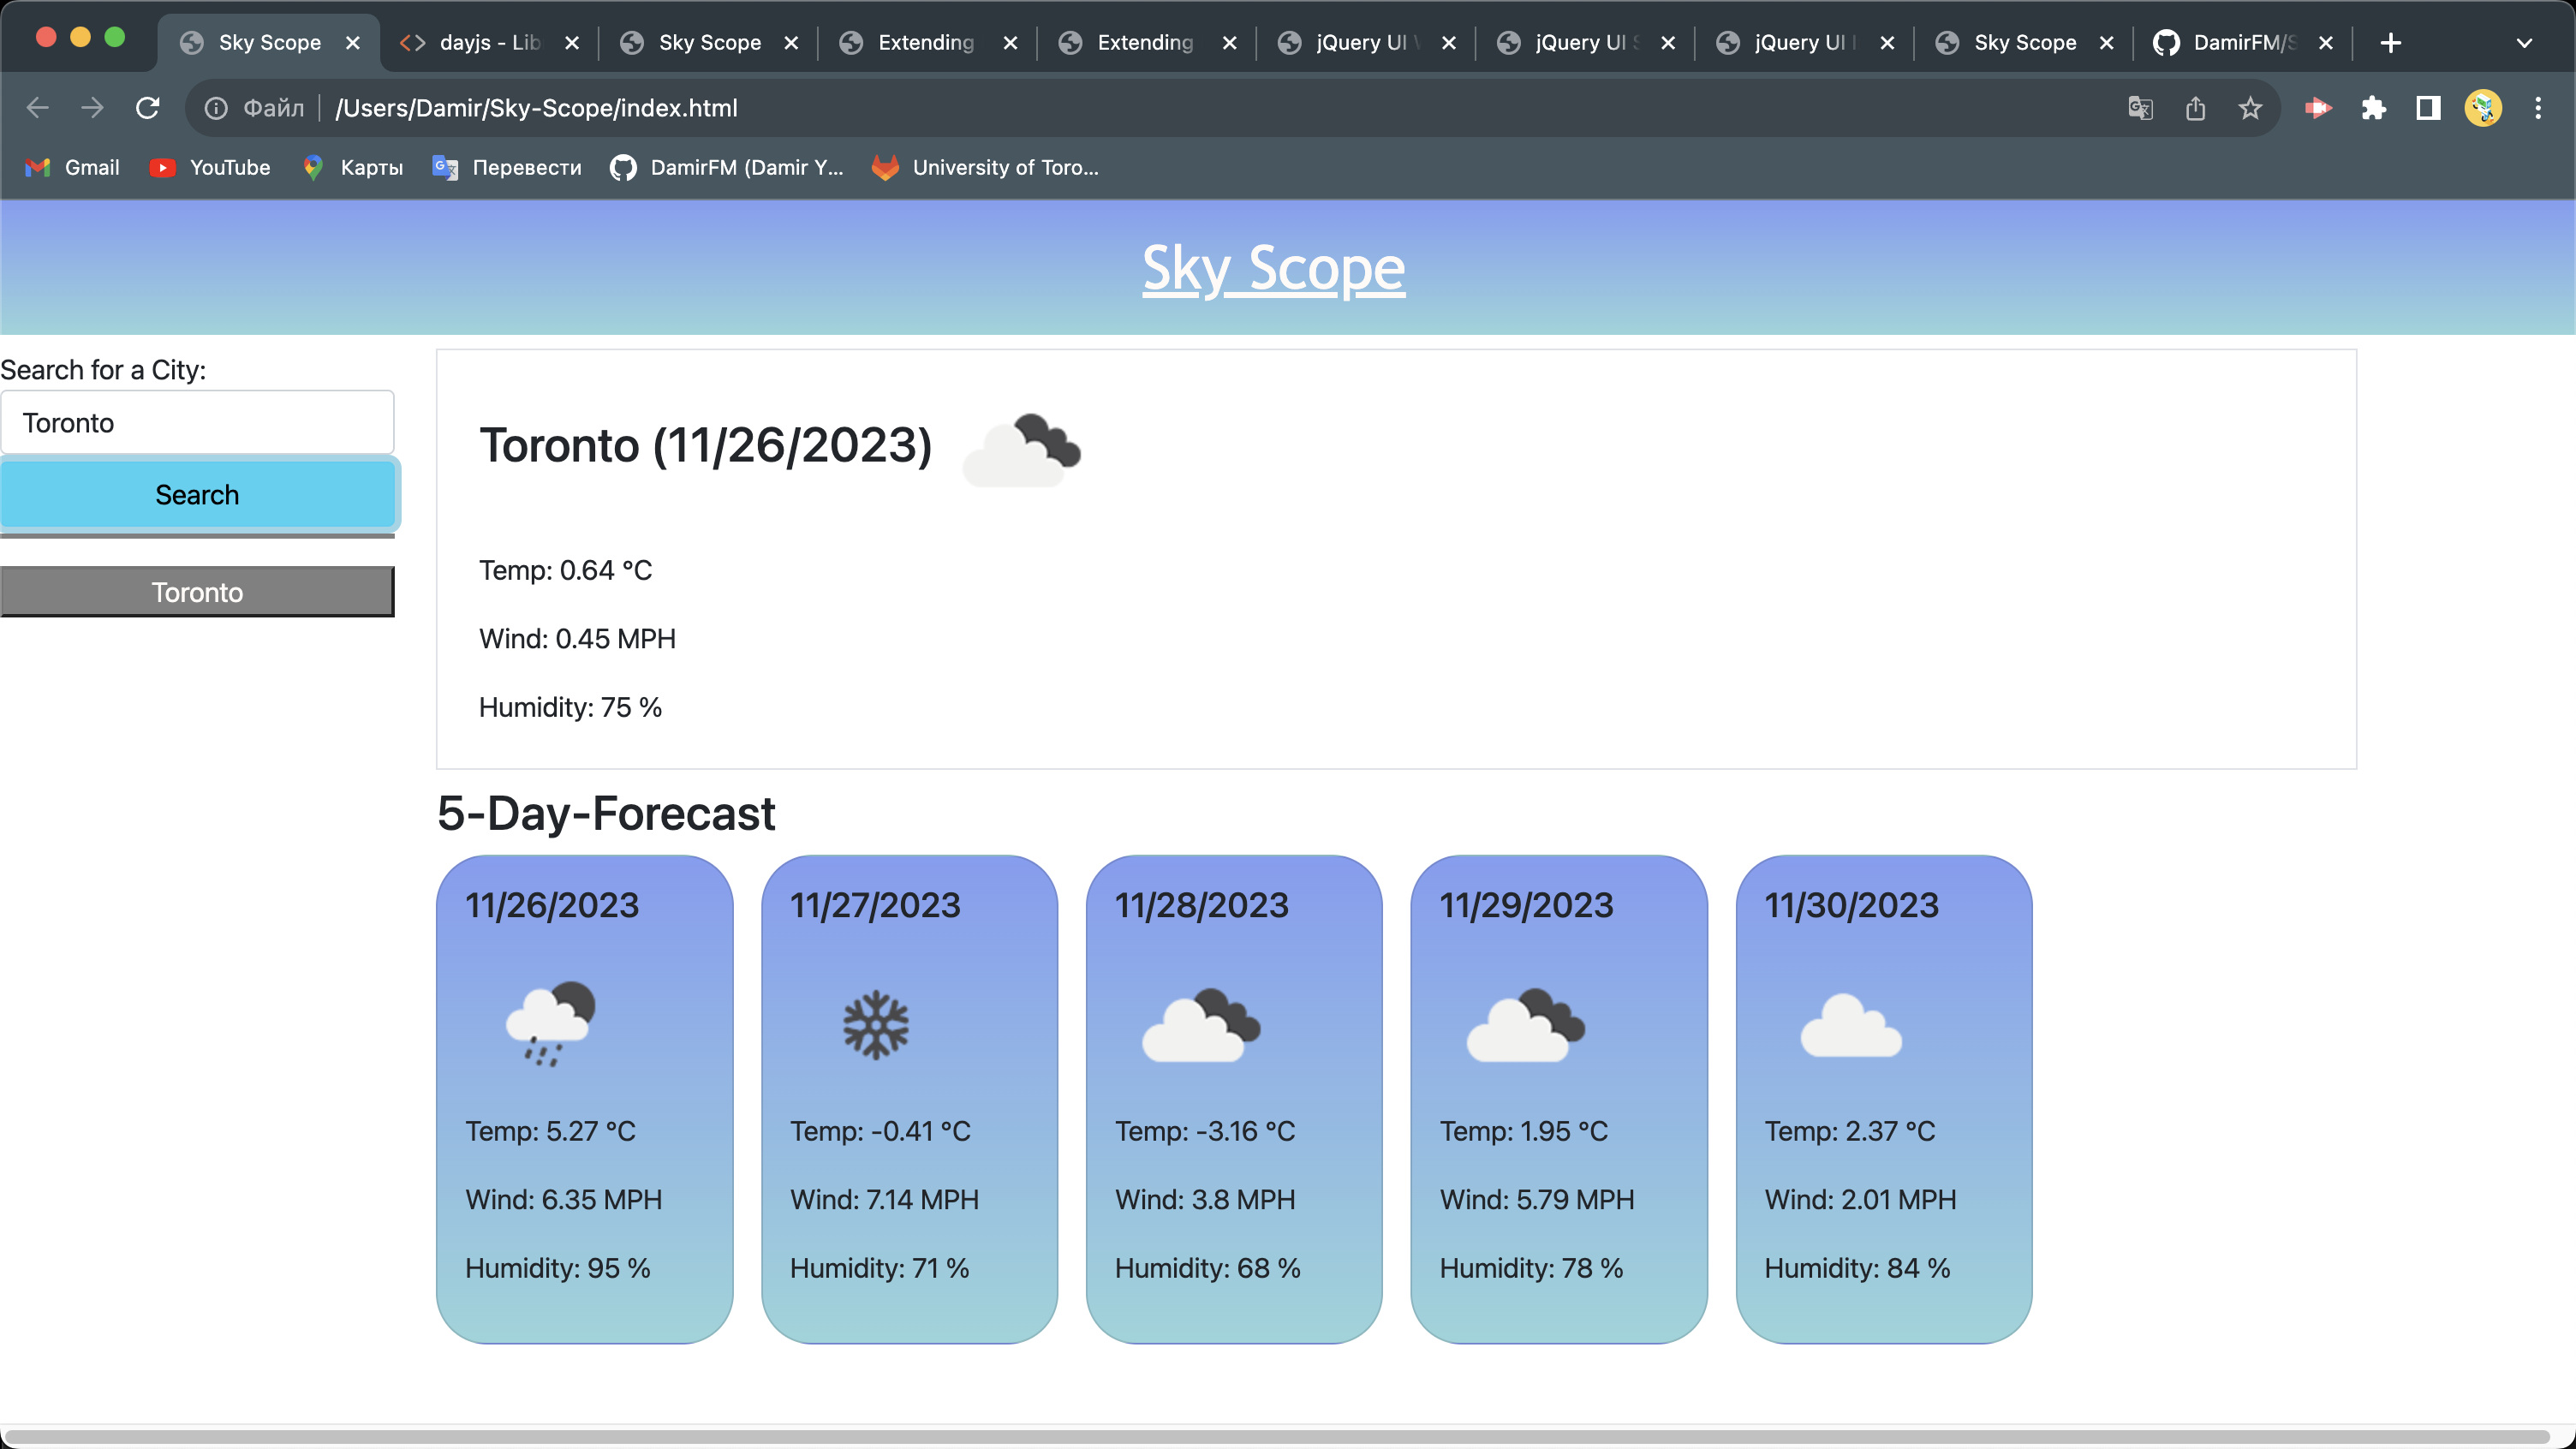 Sky Scope
dayjs - Lib
Sky Scope
Extending
Extending
jQuery UI
jQuery UI
jQuery UI
Sky Scope
DamirFM/S
Файл
/Users/Damir/Sky-Scope/index.html
Gmail
YouTube
Карты
Перевести
DamirFM (Damir Y...
University of Toro...
Sky Scope
Search for a City:
Toronto
Search
Toronto
Toronto (11/26/2023)
Temp: 0.64 °C
Wind: 0.45 MPH
Humidity: 75 %
5-Day-Forecast
11/26/2023
Temp: 5.27 °C
Wind: 6.35 MPH
Humidity: 95 %
11/27/2023
Temp: -0.41 °C
Wind: 7.14 MPH
Humidity: 71 %
11/28/2023
Temp: -3.16 °C
Wind: 3.8 MPH
Humidity: 68 %
11/29/2023
Temp: 1.95 °C
Wind: 5.79 MPH
Humidity: 78 %
11/30/2023
Temp: 2.37 °C
Wind: 2.01 MPH
Humidity: 84 %